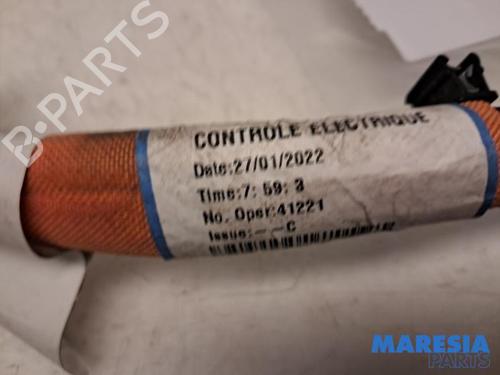 B-PARTS
CONTROLE ELECTRIQUE
Date:27/01/2022
Time:7: 59: 3
No. Oper:41221
Issue:- -C
MARESIA
PARTS